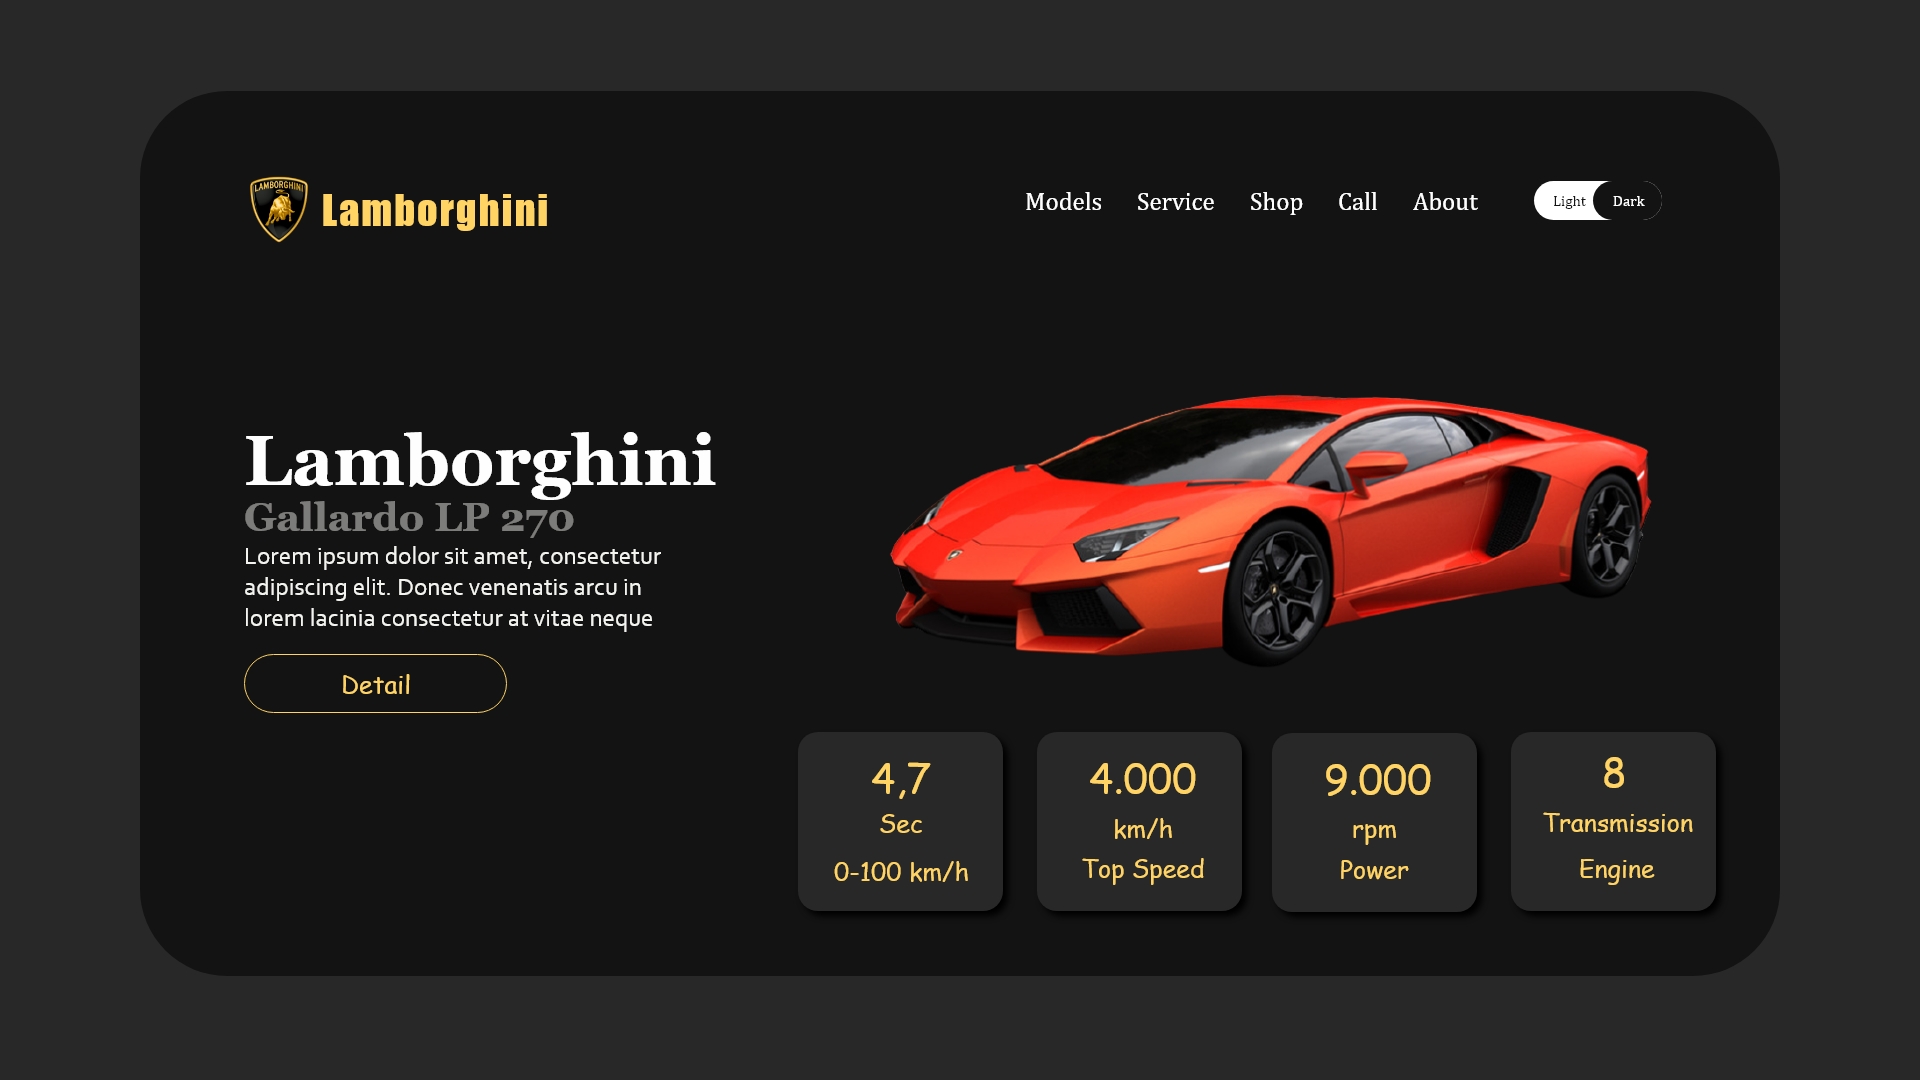 LAMBORGHINI
Lamborghini
Models Service Shop Call About
Light Dark
Lamborghini
Gallardo LP 270
Lorem ipsum dolor sit amet, consectetur
adipiscing elit. Donec venenatis arcu in
lorem lacinia consectetur at vitae neque
Detail
4,7
Sec
0-100 km/h
4.000
km/h
Top Speed
9.000
rpm
Power
8
Transmission
Engine